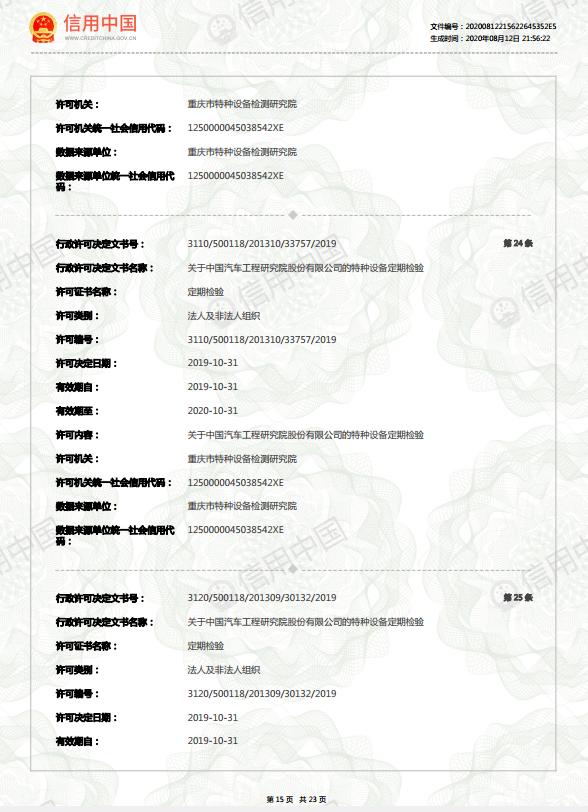 信用中国
WWW.CREDITCHINA.GOV.CN
文件编号：20200812215622645352E5
生成时间：2020年08月12日 21:56:22
许可机关： 重庆市特种设备检测研究院
许可机关统一社会信用代码： 1250000045038542XE
数据来源单位： 重庆市特种设备检测研究院
数据来源单位统一社会信用代 1250000045038542XE
码：
行政许可决定文书号： 3110/500118/201310/33757/2019 第 24 条
行政许可决定文书名称： 关于中国汽车工程研究院股份有限公司的特种设备定期检验
许可证书名称： 定期检验
许可类别： 法人及非法人组织
许可编号： 3110/500118/201310/33757/2019
许可决定日期： 2019-10-31
有效期自： 2019-10-31
有效期至： 2020-10-31
许可内容： 关于中国汽车工程研究院股份有限公司的特种设备定期检验
许可机关： 重庆市特种设备检测研究院
许可机关统一社会信用代码： 1250000045038542XE
数据来源单位： 重庆市特种设备检测研究院
数据来源单位统一社会信用代 1250000045038542XE
码：
行政许可决定文书号： 3120/500118/201309/30132/2019 第 25 条
行政许可决定文书名称： 关于中国汽车工程研究院股份有限公司的特种设备定期检验
许可证书名称： 定期检验
许可类别： 法人及非法人组织
许可编号： 3120/500118/201309/30132/2019
许可决定日期： 2019-10-31
有效期自： 2019-10-31
第 15 页 共 23 页